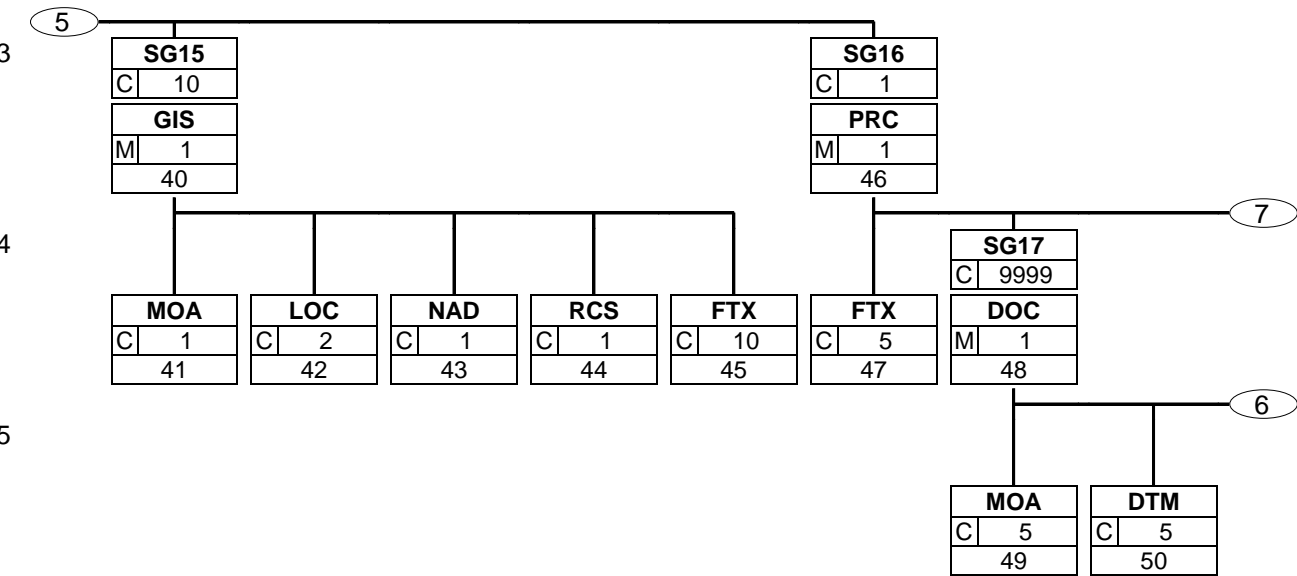 5
3
SG15
C 10
GIS
M 1
40
SG16
C 1
PRC
M 1
46
7
4
SG17
C 9999
MOA
C 1
41
LOC
C 2
42
NAD
C 1
43
RCS
C 1
44
FTX
C 10
45
FTX
C 5
47
DOC
M 1
48
6
5
MOA
C 5
49
DTM
C 5
50